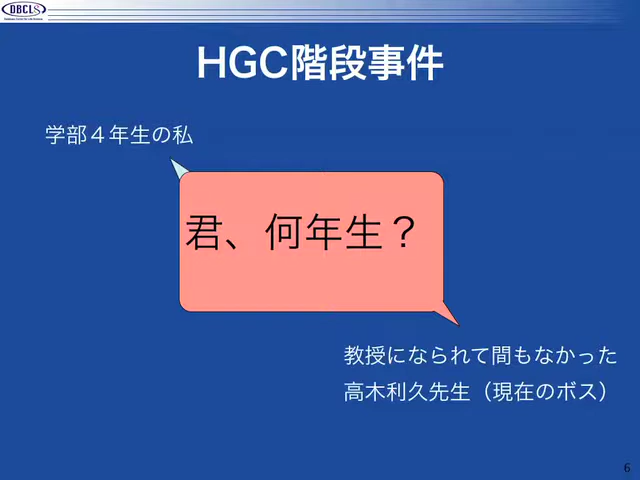 DBCLS
HGC階段事件
学部４年生の私
君、何年生？
教授になられて間もなかった
高木利久先生（現在のボス）
6